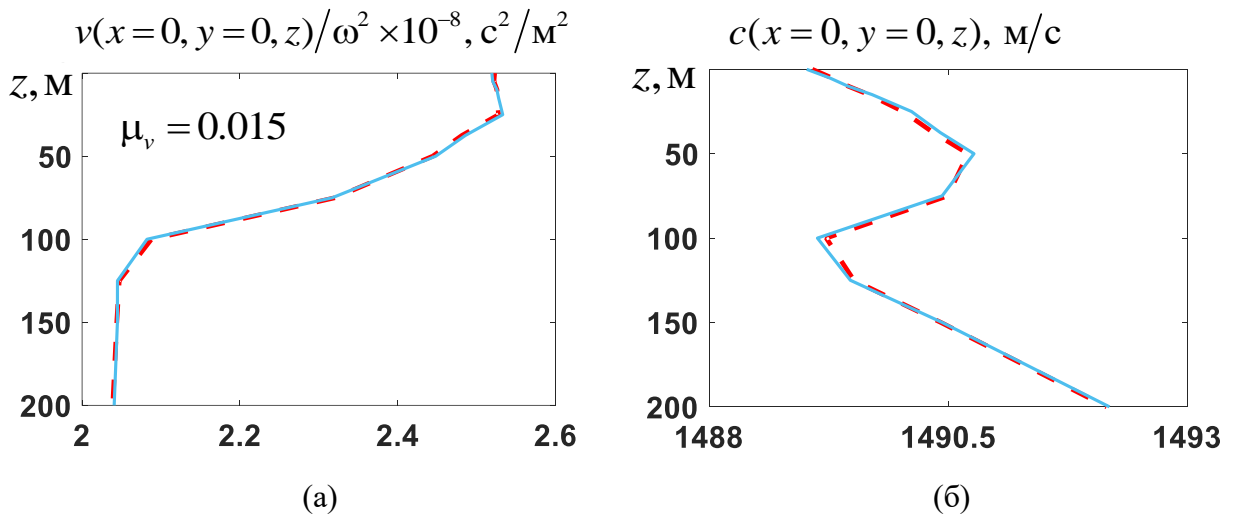 v(x=0, y=0, z)/ω² ×10⁻⁸, с²/м²
z, м
μᵥ = 0.015
50
100
150
200
2 2.2 2.4 2.6
(а)
c(x=0, y=0, z), м/с
z, м
50
100
150
200
1488 1490.5 1493
(б)